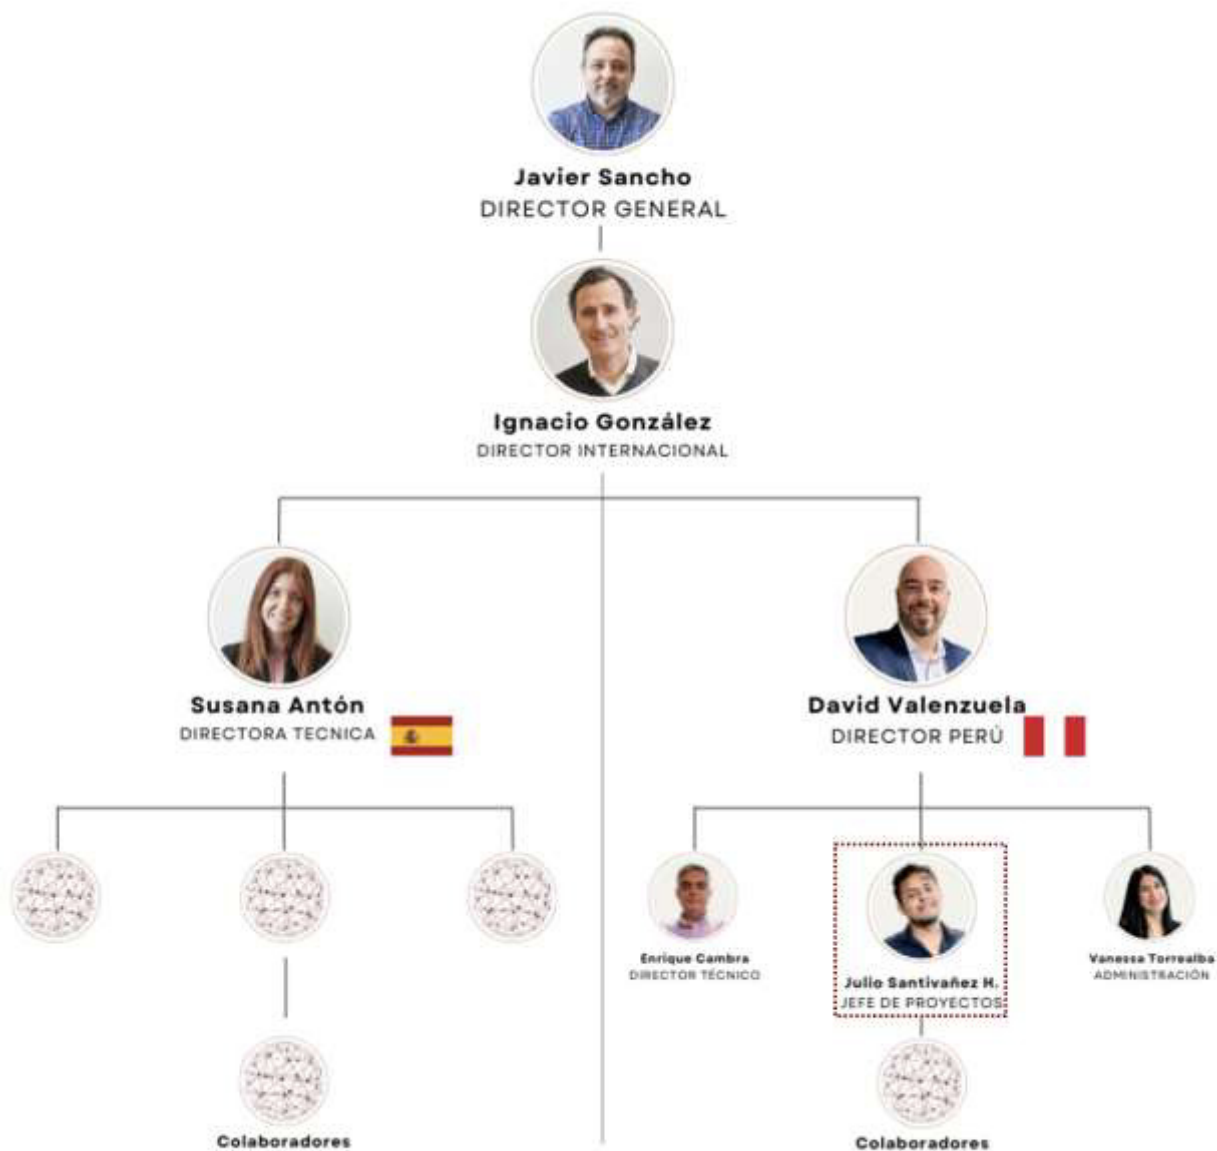 Javier Sancho
DIRECTOR GENERAL
Ignacio González
DIRECTOR INTERNACIONAL
Susana Antón
DIRECTORA TECNICA
David Valenzuela
DIRECTOR PERÚ
Enrique Cambra
DIRECTOR TÉCNICO
Julio Santivañez H.
JEFE DE PROYECTOS
Vanessa Torrealba
ADMINISTRACIÓN
Colaboradores
Colaboradores